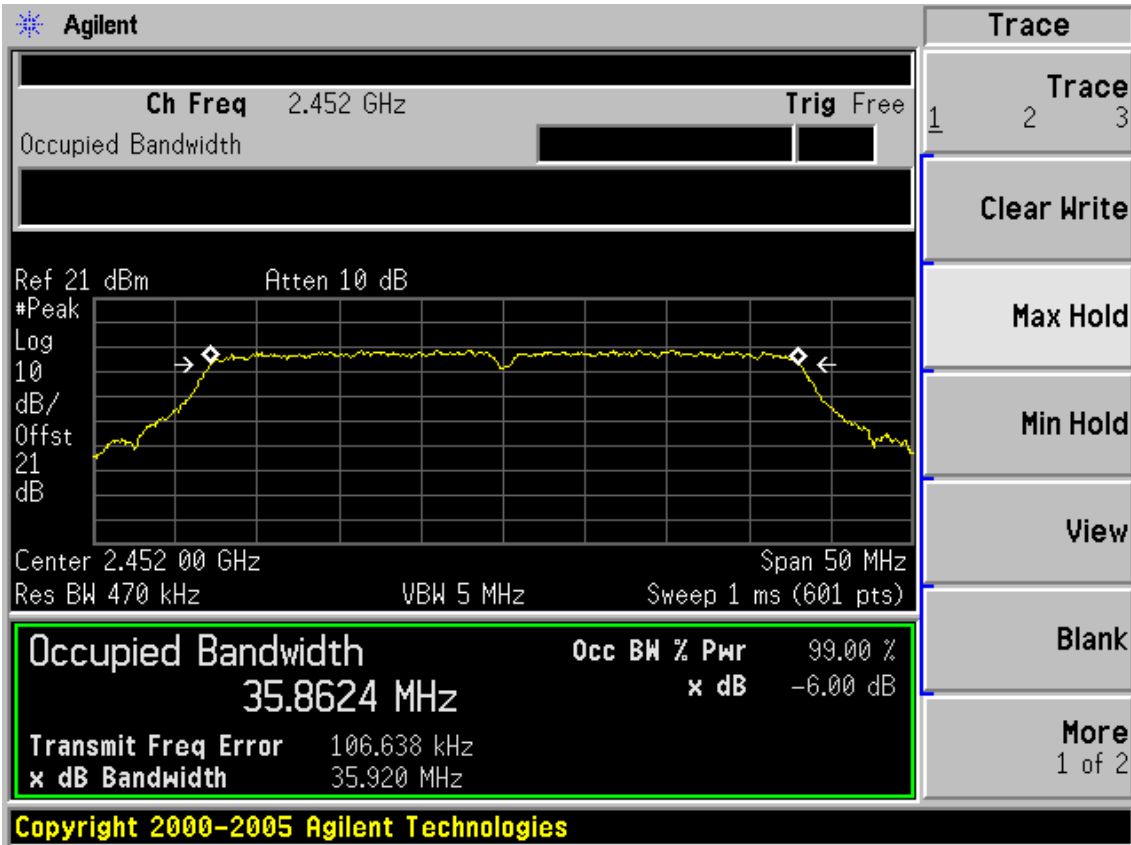 Agilent
Trace
Ch Freq 2.452 GHz Trig Free
Occupied Bandwidth
Ref 21 dBm Atten 10 dB
#Peak
Log
10
dB/
Offst
21
dB
Center 2.452 00 GHz Span 50 MHz
Res BW 470 kHz VBW 5 MHz Sweep 1 ms (601 pts)
Occupied Bandwidth
35.8624 MHz
Occ BW % Pwr 99.00 %
x dB -6.00 dB
Transmit Freq Error 106.638 kHz
x dB Bandwidth 35.920 MHz
Copyright 2000-2005 Agilent Technologies
Trace
1 2 3
Clear Write
Max Hold
Min Hold
View
Blank
More
1 of 2